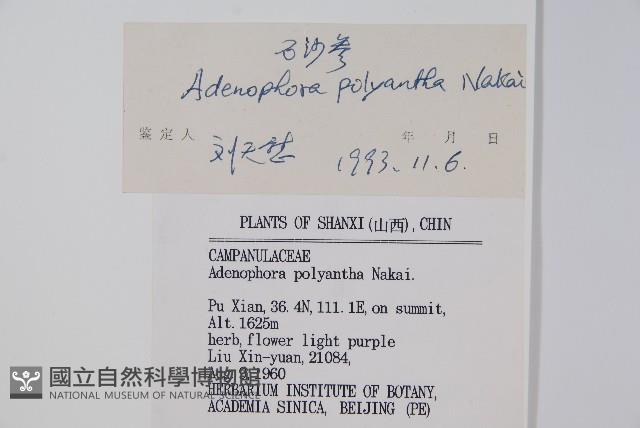 石沙参
Adenophora polyantha Nakai
鉴定人 刘天慰 年 月 日
1993. 11. 6.
PLANTS OF SHANXI (山西), CHIN
CAMPANULACEAE
Adenophora polyantha Nakai.
Pu Xian, 36.4N, 111.1E, on summit,
Alt. 1625m
herb, flower light purple
Liu Xin-yuan, 21084,
1960
HERBARIUM INSTITUTE OF BOTANY,
ACADEMIA SINICA, BEIJING (PE)
國立自然科學博物館
NATIONAL MUSEUM OF NATURAL SCIENCE